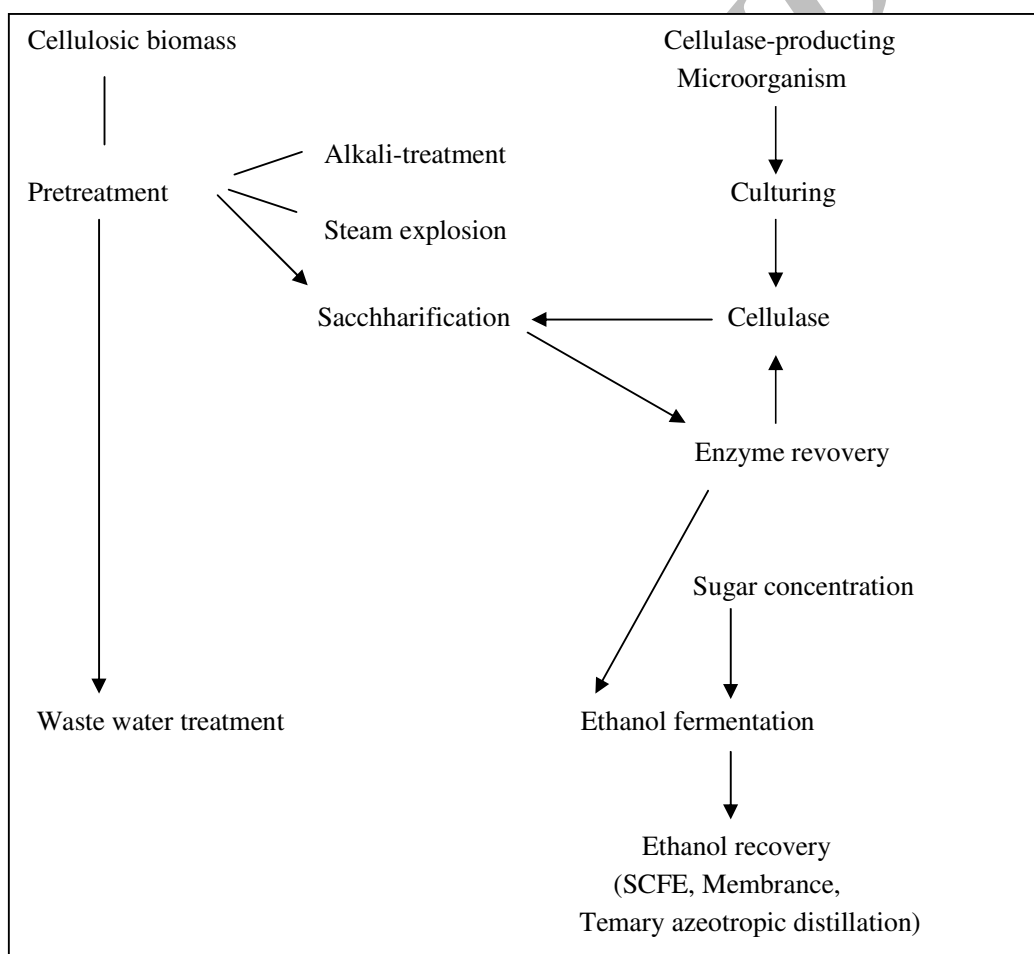 Cellulosic biomass
Cellulase-producting
Microorganism
Alkali-treatment
Pretreatment
Culturing
Steam explosion
Sacchharification
Cellulase
Enzyme revovery
Sugar concentration
Waste water treatment
Ethanol fermentation
Ethanol recovery
(SCFE, Membrance,
Temary azeotropic distillation)